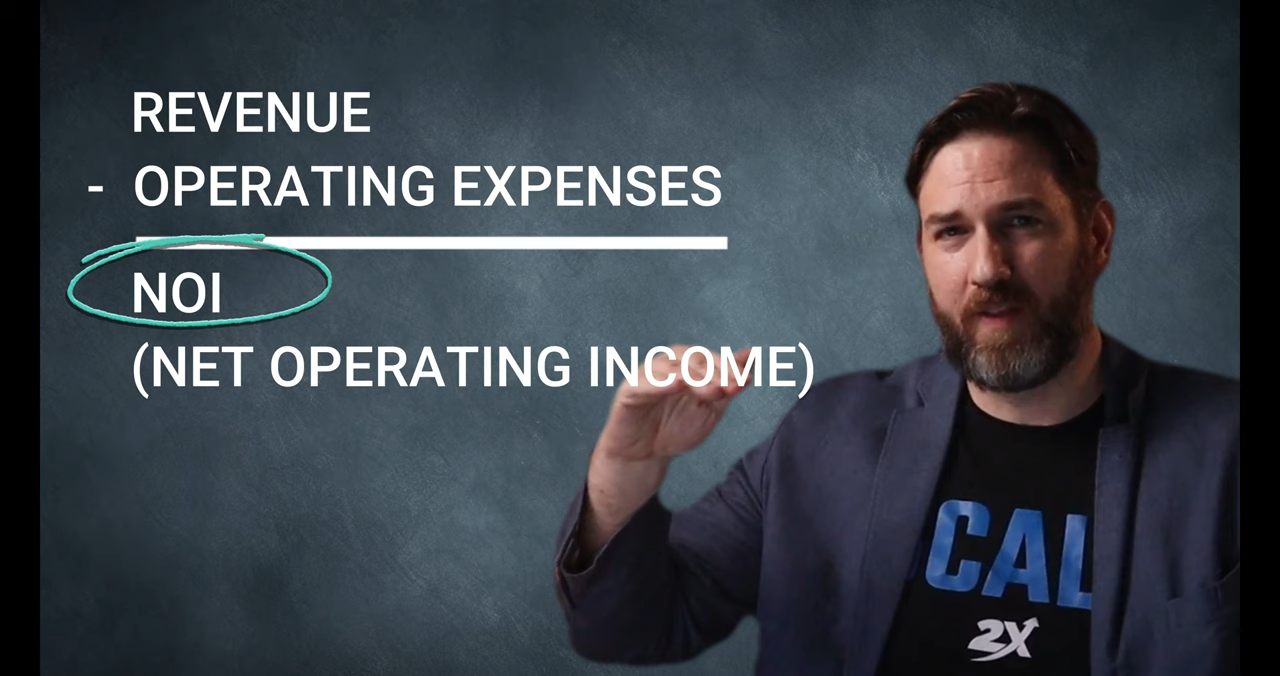 REVENUE
- OPERATING EXPENSES
NOI
(NET OPERATING INCOME)
CAL
2X